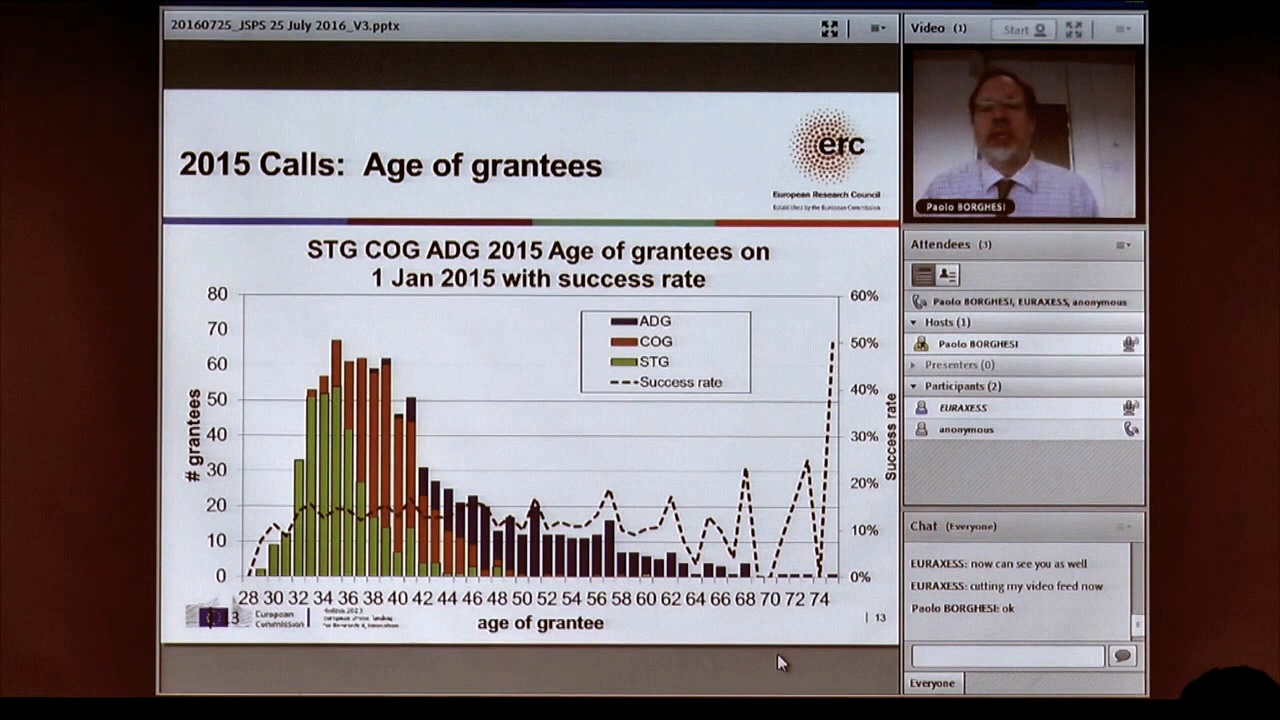 20160725_JSPS 25 July 2016_V3.pptx
2015 Calls: Age of grantees
erc
European Research Council
Established by the European Commission
STG COG ADG 2015 Age of grantees on
1 Jan 2015 with success rate
80
70
60
50
40
30
20
10
0
# grantees
ADG
COG
STG
Success rate
60%
50%
40%
30%
20%
10%
0%
Success rate
28 30 32 34 36 38 40 42 44 46 48 50 52 54 56 58 60 62 64 66 68 70 72 74
age of grantee
European
Commission
13
Video (1)
Start
Paolo BORGHESI
Attendees (3)
Paolo BORGHESI, EURAXESS, anonymous
Hosts (1)
Paolo BORGHESI
Presenters (0)
Participants (2)
EURAXESS
anonymous
Chat (Everyone)
EURAXESS: now can see you as well
EURAXESS: cutting my video feed now
Paolo BORGHESI: ok
Everyone